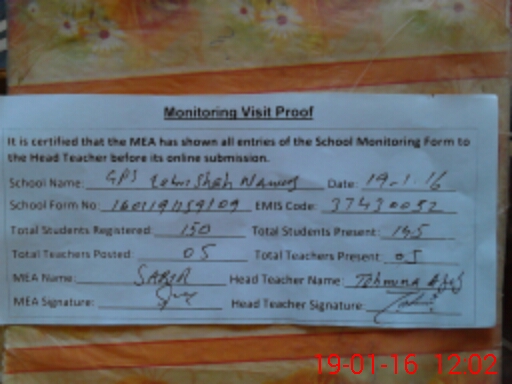 Monitoring Visit Proof
It is certified that the MEA has shown all entries of the School Monitoring Form to
the Head Teacher before its online submission.
School Name: GPS Shah Date: 19-1-16
School Form No: EMIS Code: 37430052
Total Students Registered: 150 Total Students Present: 145
Total Teachers Posted: 05 Total Teachers Present: 05
MEA Name: Head Teacher Name: Tehmina
MEA Signature: Head Teacher Signature:
19-01-16 12:02